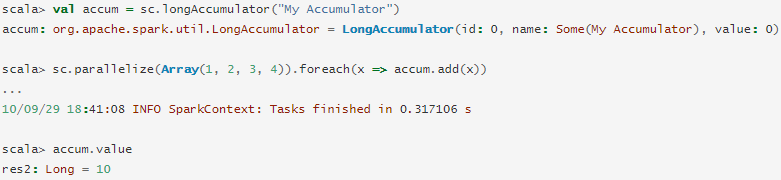 scala> val accum = sc.longAccumulator("My Accumulator")
accum: org.apache.spark.util.LongAccumulator = LongAccumulator(id: 0, name: Some(My Accumulator), value: 0)
scala> sc.parallelize(Array(1, 2, 3, 4)).foreach(x => accum.add(x))
...
10/09/29 18:41:08 INFO SparkContext: Tasks finished in 0.317106 s
scala> accum.value
res2: Long = 10